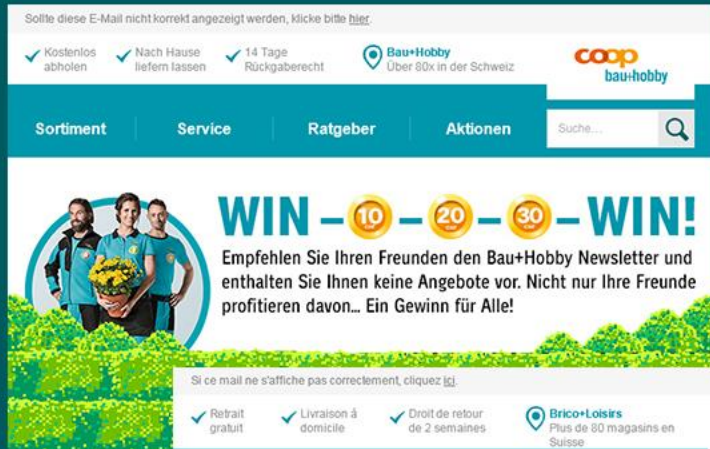 Sollte diese E-Mail nicht korrekt angezeigt werden, klicke bitte hier.
Kostenlos
abholen
Nach Hause
liefern lassen
14 Tage
Rückgaberecht
Bau+Hobby
Über 80x in der Schweiz
coop
bau+hobby
Sortiment
Service
Ratgeber
Aktionen
Suche...
WIN – 10 – 20 – 30 – WIN!
Empfehlen Sie Ihren Freunden den Bau+Hobby Newsletter und
enthalten Sie Ihnen keine Angebote vor. Nicht nur Ihre Freunde
profitieren davon... Ein Gewinn für Alle!
Si ce mail ne s'affiche pas correctement, cliquez ici.
Retrait
gratuit
Livraison á
domicile
Droit de retour
de 2 semaines
Brico+Loisirs
Plus de 80 magasins en
Suisse